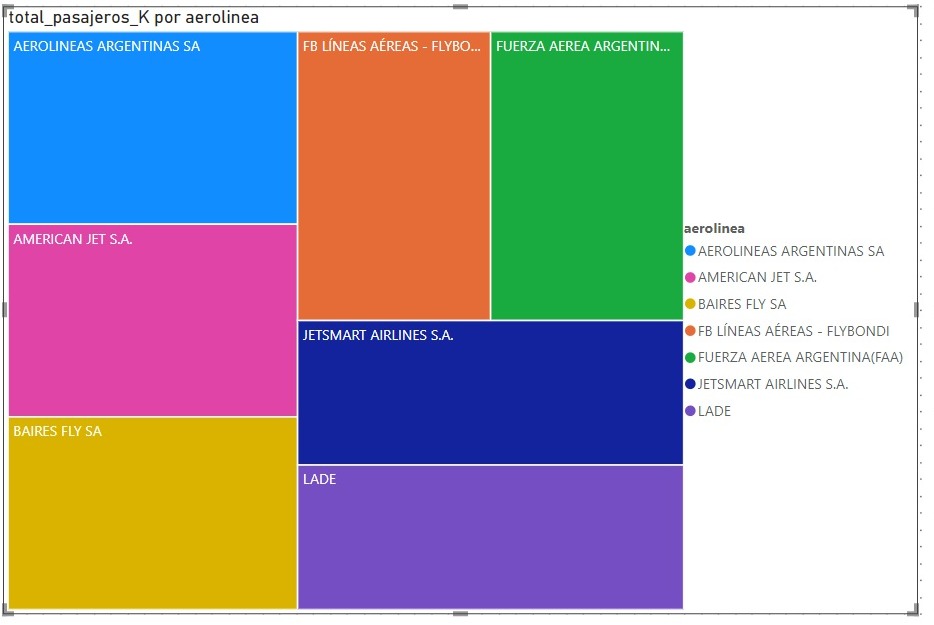 total_pasajeros_K por aerolinea
AEROLINEAS ARGENTINAS SA
FB LÍNEAS AÉREAS - FLYBO...
FUERZA AEREA ARGENTIN...
AMERICAN JET S.A.
JETSMART AIRLINES S.A.
BAIRES FLY SA
LADE
aerolinea
AEROLINEAS ARGENTINAS SA
AMERICAN JET S.A.
BAIRES FLY SA
FB LÍNEAS AÉREAS - FLYBONDI
FUERZA AEREA ARGENTINA(FAA)
JETSMART AIRLINES S.A.
LADE